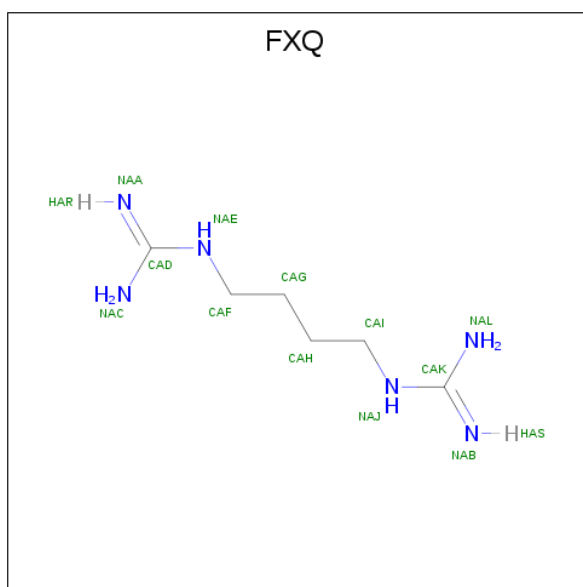 FXQ
NAA
HAR H N
H NAE
N
CAD
H₂N
NAC
CAG
CAF
CAI
NAL
CAH
NH₂
CAK
N
NAJ H
N H HAS
NAB